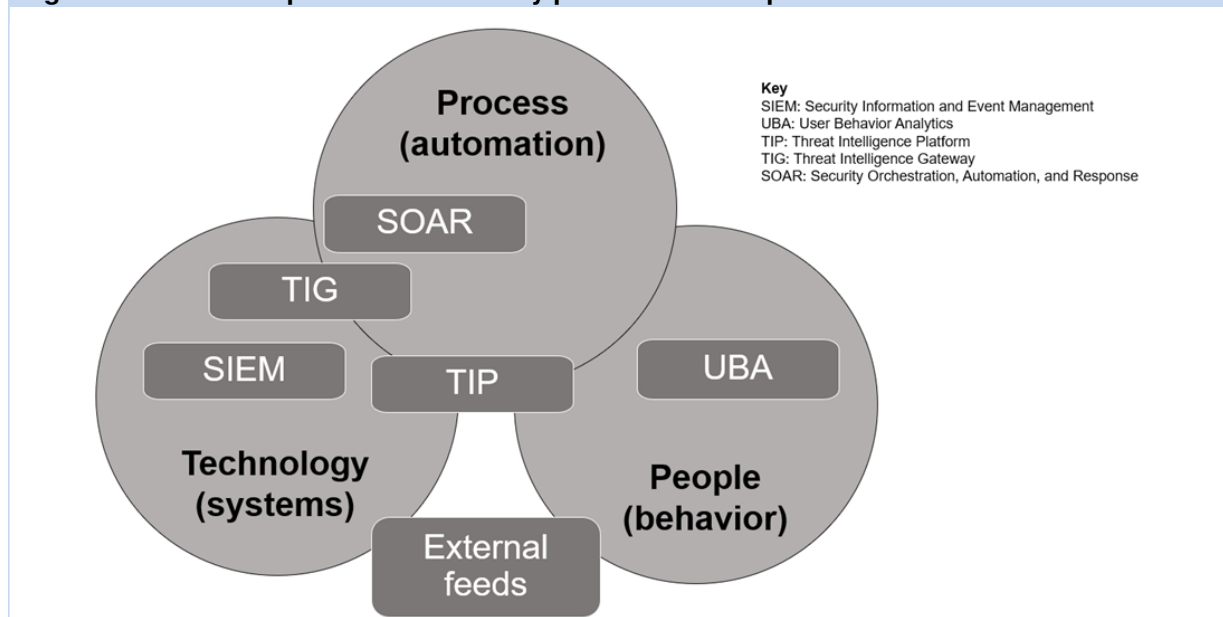 Process
(automation)
Key
SIEM: Security Information and Event Management
UBA: User Behavior Analytics
TIP: Threat Intelligence Platform
TIG: Threat Intelligence Gateway
SOAR: Security Orchestration, Automation, and Response
SOAR
TIG
SIEM
TIP
UBA
Technology
(systems)
People
(behavior)
External
feeds